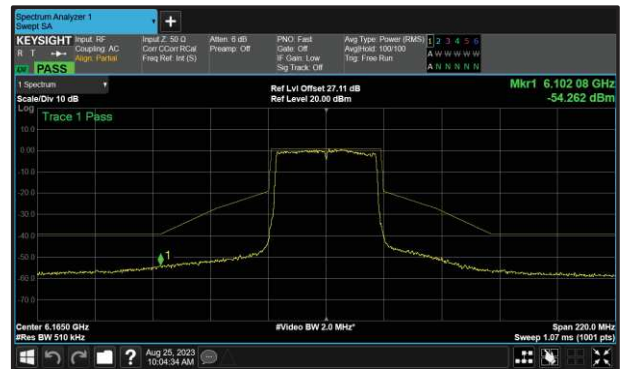 Spectrum Analyzer 1
Swept SA
+
KEYSIGHT
R T
PASS
Input: RF
Coupling: AC
Align: Partial
Input Z: 50 Ω
Corr CCorr RCal
Freq Ref: Int (S)
Atten: 6 dB
Preamp: Off
PNO: Fast
Gate: Off
IF Gain: Low
Sig Track: Off
Avg Type: Power (RMS)
Avg|Hold: 100/100
Trig: Free Run
1 2 3 4 5 6
A W W W W W
A N N N N N
1 Spectrum
Scale/Div 10 dB
Ref Lvl Offset 27.11 dB
Ref Level 20.00 dBm
Mkr1 6.102 08 GHz
-54.262 dBm
Log
Trace 1 Pass
10.0
0.00
-10.0
-20.0
-30.0
-40.0
-50.0
-60.0
-70.0
1
Center 6.1650 GHz
#Res BW 510 kHz
#Video BW 2.0 MHz*
Span 220.0 MHz
Sweep 1.07 ms (1001 pts)
?
Aug 25, 2023
10:04:34 AM